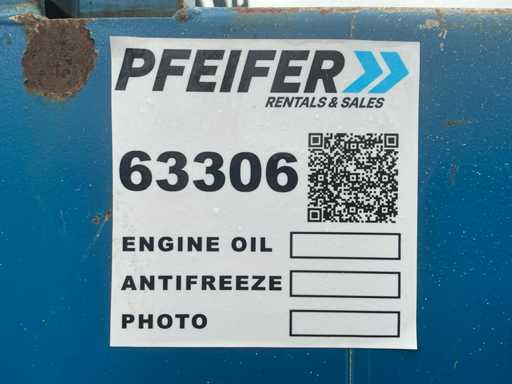 PFEIFER
RENTALS & SALES
63306
ENGINE OIL
ANTIFREEZE
PHOTO